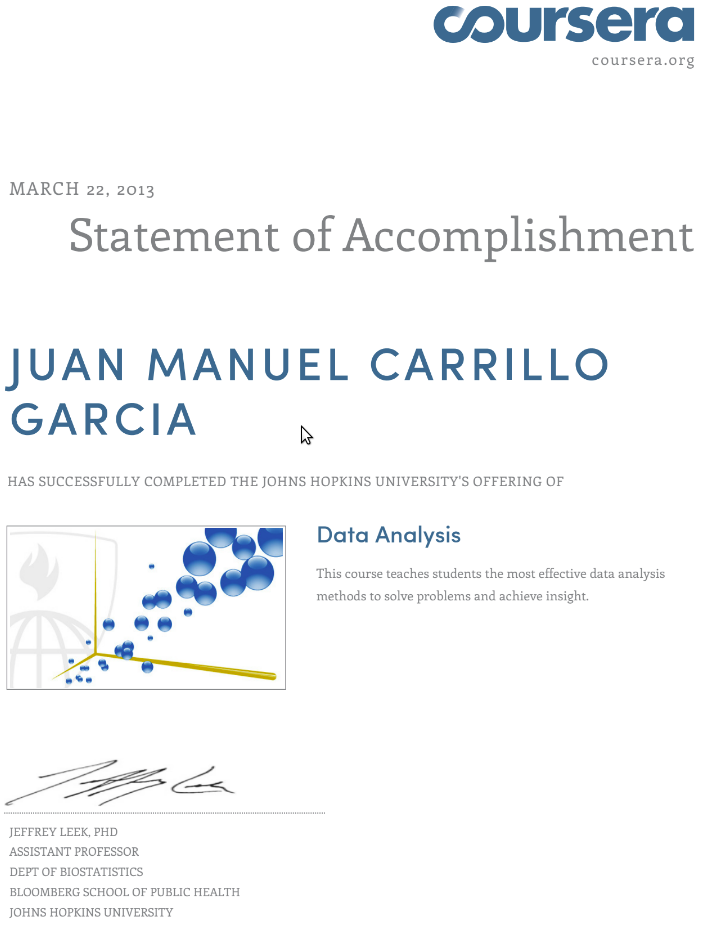 coursera
coursera.org
MARCH 22, 2013
Statement of Accomplishment
JUAN MANUEL CARRILLO
GARCIA
HAS SUCCESSFULLY COMPLETED THE JOHNS HOPKINS UNIVERSITY'S OFFERING OF
Data Analysis
This course teaches students the most effective data analysis
methods to solve problems and achieve insight.
JEFFREY LEEK, PHD
ASSISTANT PROFESSOR
DEPT OF BIOSTATISTICS
BLOOMBERG SCHOOL OF PUBLIC HEALTH
JOHNS HOPKINS UNIVERSITY